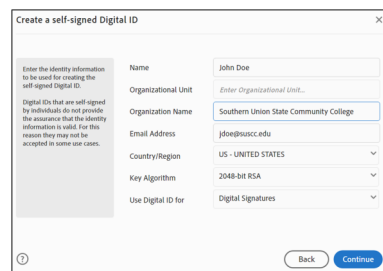 Create a self-signed Digital ID
×
Enter the identity information
to be used for creating the
self-signed Digital ID.
Digital IDs that are self-signed
by individuals do not provide
the assurance that the identity
information is valid. For this
reason they may not be
accepted in some use cases.
Name John Doe
Organizational Unit Enter Organizational Unit...
Organization Name Southern Union State Community College
Email Address jdoe@suscc.edu
Country/Region US - UNITED STATES
Key Algorithm 2048-bit RSA
Use Digital ID for Digital Signatures
? Back Continue